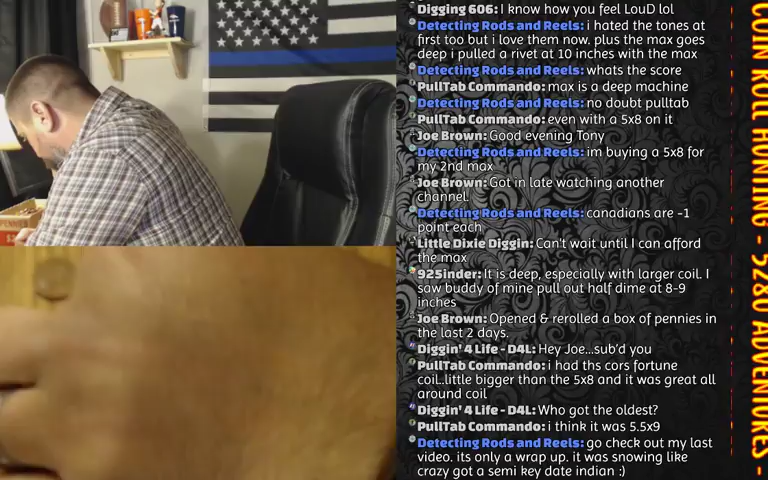 Digging 606: I know how you feel LouD lol
Detecting Rods and Reels: i hated the tones at
first too but i love them now. plus the max goes
deep i pulled a rivet at 10 inches with the max
Detecting Rods and Reels: whats the score
PullTab Commando: max is a deep machine
Detecting Rods and Reels: no doubt pulltab
PullTab Commando: even with a 5x8 on it
Joe Brown: Good evening Tony
Detecting Rods and Reels: im buying a 5x8 for
my 2nd max
Joe Brown: Got in late watching another
channel.
Detecting Rods and Reels: canadians are -1
point each
Little Dixie Diggin: Can't wait until I can afford
the max
925inder: It is deep, especially with larger coil. I
saw buddy of mine pull out half dime at 8-9
inches
Joe Brown: Opened & rerolled a box of pennies in
the last 2 days.
Diggin' 4 Life - D4L: Hey Joe...sub'd you
PullTab Commando: i had ths cors fortune
coil..little bigger than the 5x8 and it was great all
around coil
Diggin' 4 Life - D4L: Who got the oldest?
PullTab Commando: i think it was 5.5x9
Detecting Rods and Reels: go check out my last
video. its only a wrap up. it was snowing like
crazy got a semi key date indian :)
COIN ROLL HUNTING - 5280 ADVENTURES -